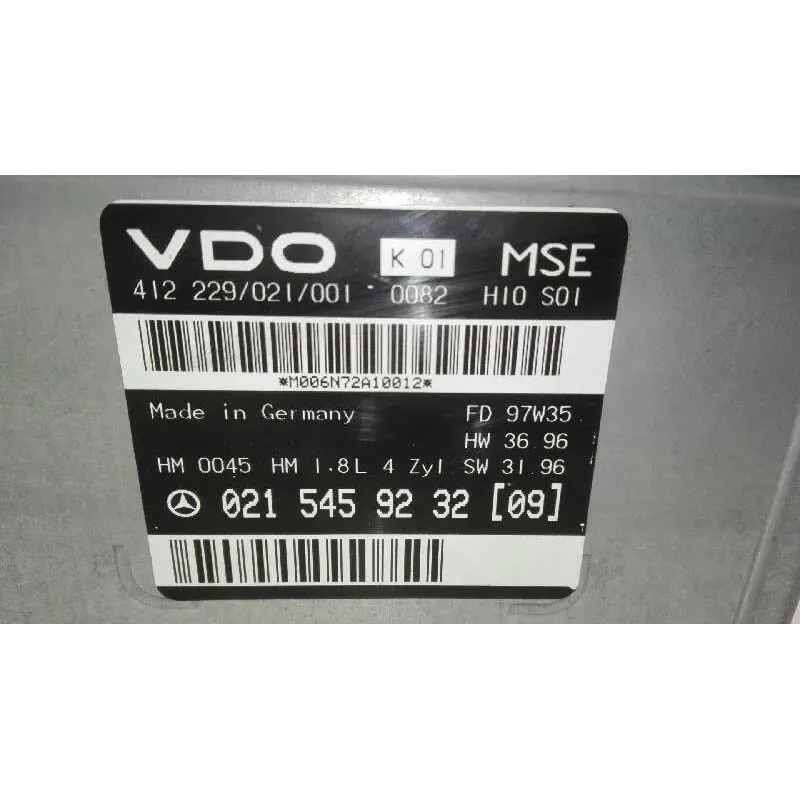 VDO K 01 MSE
412 229/021/001 0082 H10 S01
*M006N72A10012*
Made in Germany FD 97W35
HW 36 96
HM 0045 HM 1.8L 4 Zyl SW 31 96
021 545 92 32 [09]